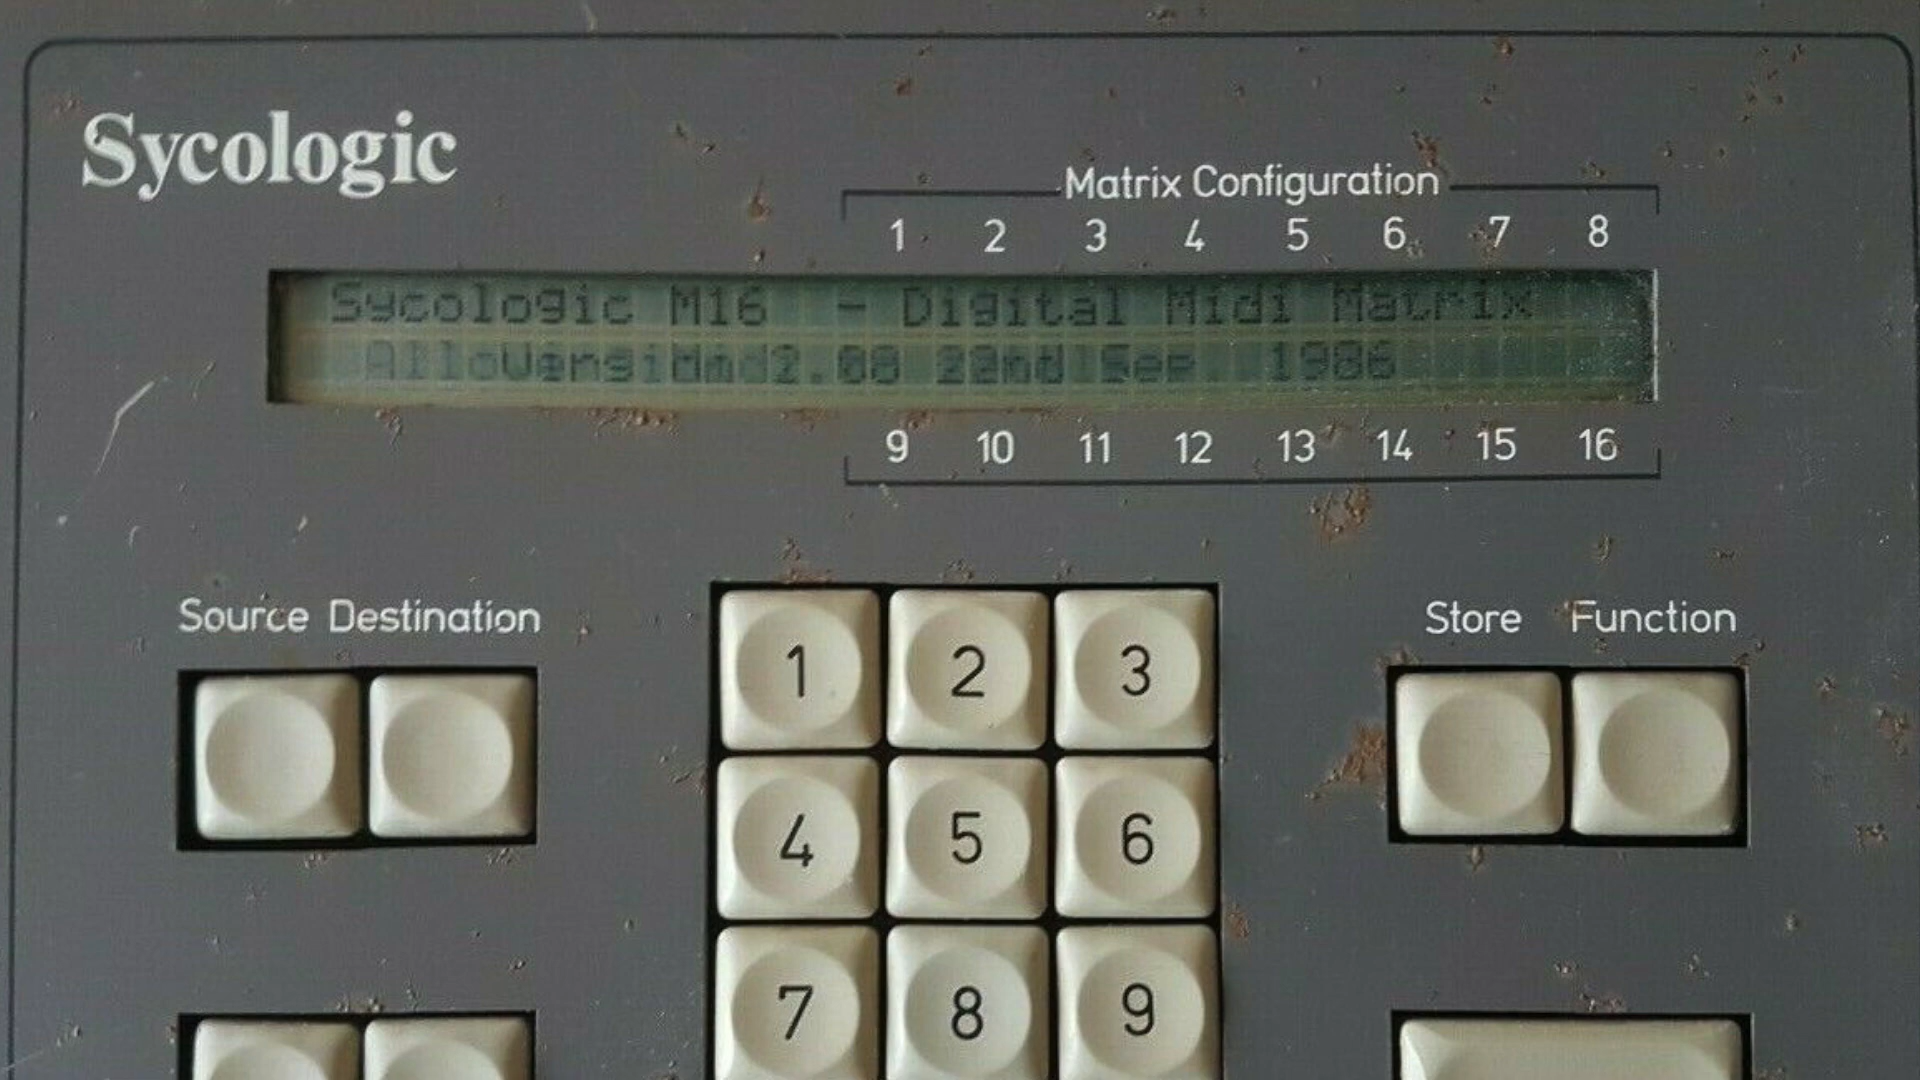 Sycologic
Matrix Configuration
1 2 3 4 5 6 7 8
Sycologic M16 - Digital Midi Matrix
22nd Sep 1986
9 10 11 12 13 14 15 16
Source Destination
Store Function
1 2 3
4 5 6
7 8 9